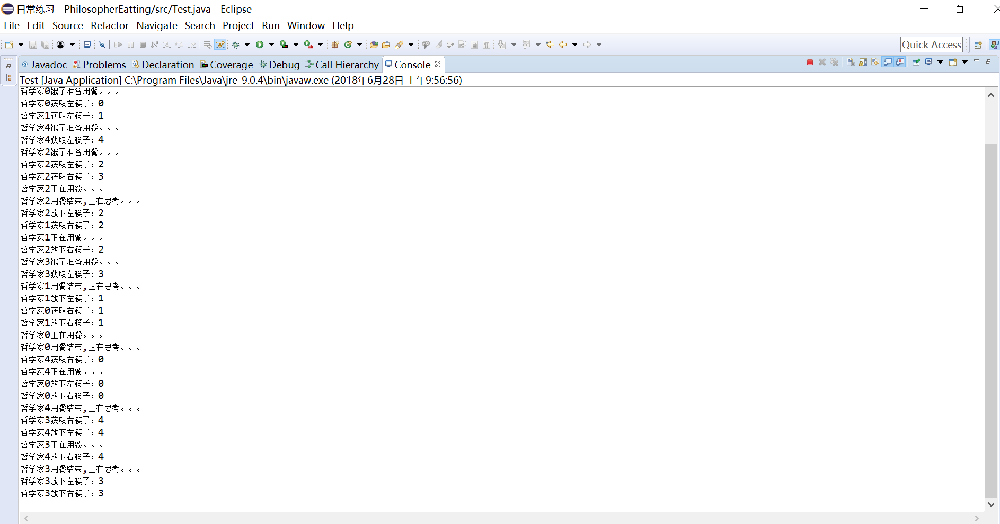 日常练习 - PhilosopherEatting/src/Test.java - Eclipse
File Edit Source Refactor Navigate Search Project Run Window Help
Quick Access
@ Javadoc Problems Declaration Coverage Debug Call Hierarchy Console
Test [Java Application] C:\Program Files\Java\jre-9.0.4\bin\javaw.exe (2018年6月28日 上午9:56:56)
哲学家0饿了准备用餐。。。
哲学家0获取左筷子：0
哲学家1获取左筷子：1
哲学家4饿了准备用餐。。。
哲学家4获取左筷子：4
哲学家2饿了准备用餐。。。
哲学家2获取左筷子：2
哲学家2获取右筷子：3
哲学家2正在用餐。。。
哲学家2用餐结束,正在思考。。。
哲学家2放下左筷子：2
哲学家1获取右筷子：2
哲学家1正在用餐。。。
哲学家2放下右筷子：2
哲学家3饿了准备用餐。。。
哲学家3获取左筷子：3
哲学家1用餐结束,正在思考。。。
哲学家1放下左筷子：1
哲学家0获取右筷子：1
哲学家1放下右筷子：1
哲学家0正在用餐。。。
哲学家0用餐结束,正在思考。。。
哲学家4获取右筷子：0
哲学家4正在用餐。。。
哲学家0放下左筷子：0
哲学家0放下右筷子：0
哲学家4用餐结束,正在思考。。。
哲学家3获取右筷子：4
哲学家4放下左筷子：4
哲学家3正在用餐。。。
哲学家4放下右筷子：4
哲学家3用餐结束,正在思考。。。
哲学家3放下左筷子：3
哲学家3放下右筷子：3